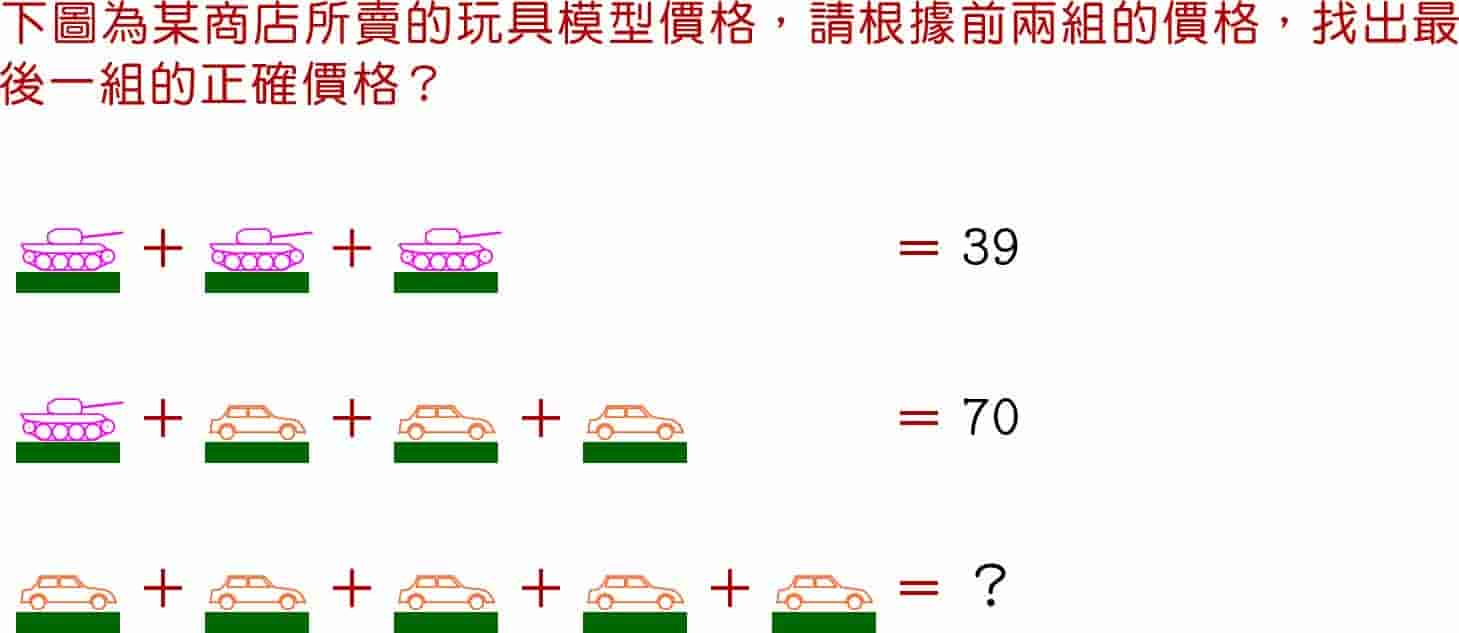 下圖為某商店所賣的玩具模型價格，請根據前兩組的價格，找出最
後一組的正確價格？
+ + = 39
+ + + = 70
+ + + + = ?